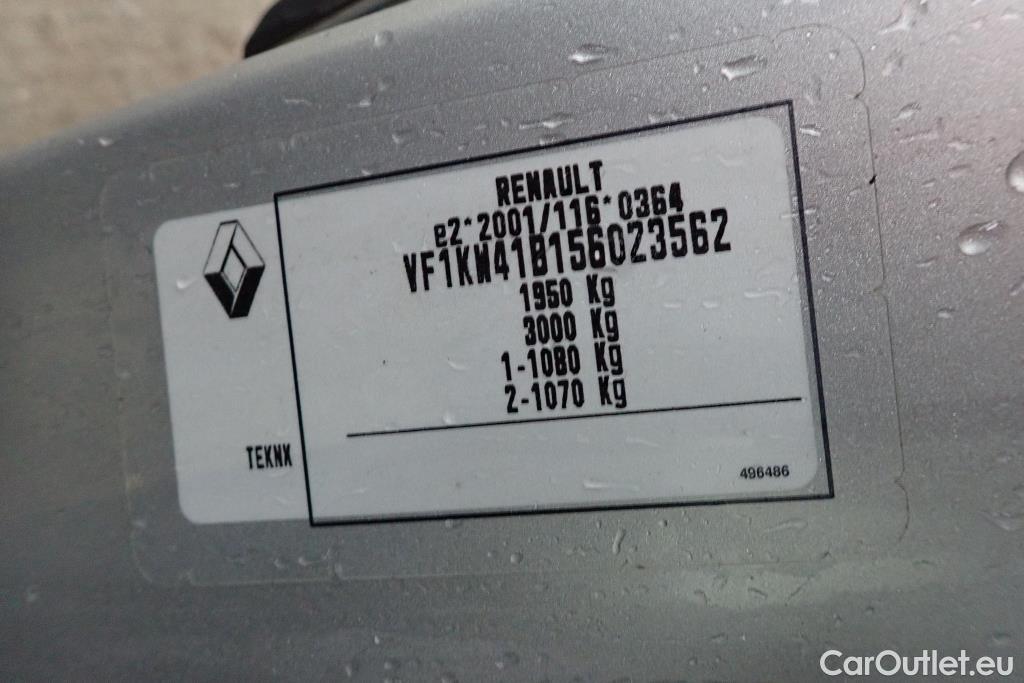 RENAULT
e2*2001/116*0364
VF1KW41B156023562
1950 Kg
3000 Kg
1-1080 Kg
2-1070 Kg
TEKNX
496486
CarOutlet.eu